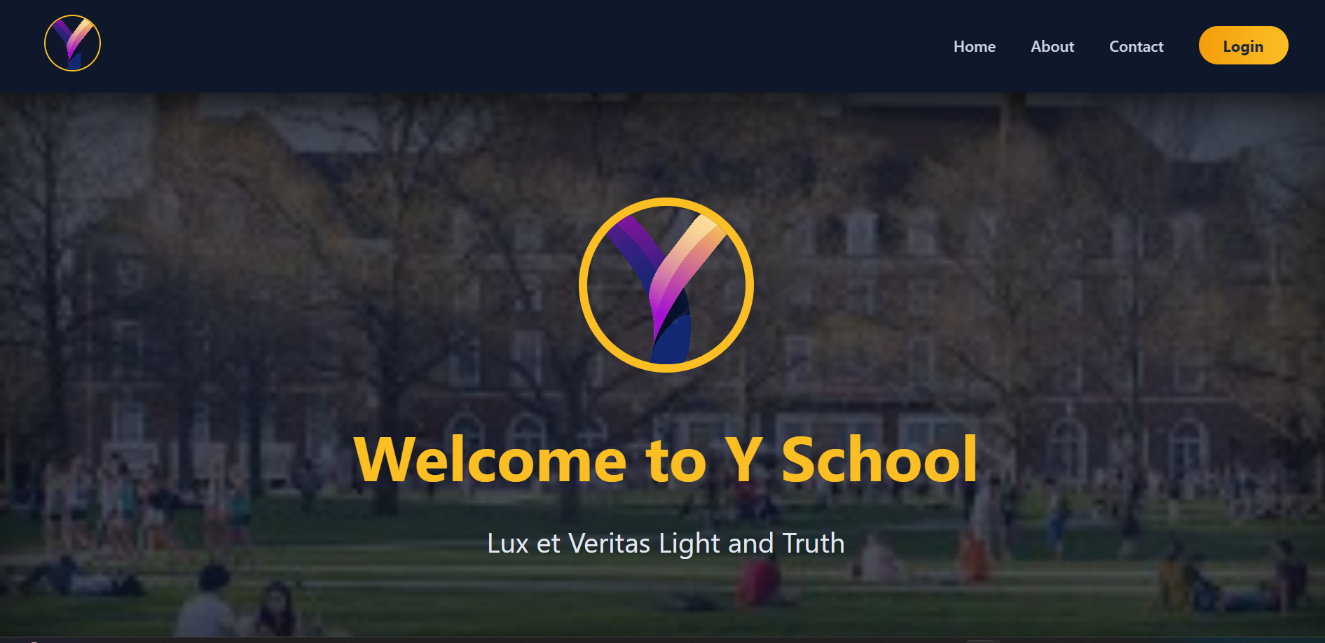 Y
Home About Contact Login
Y
Welcome to Y School
Lux et Veritas Light and Truth